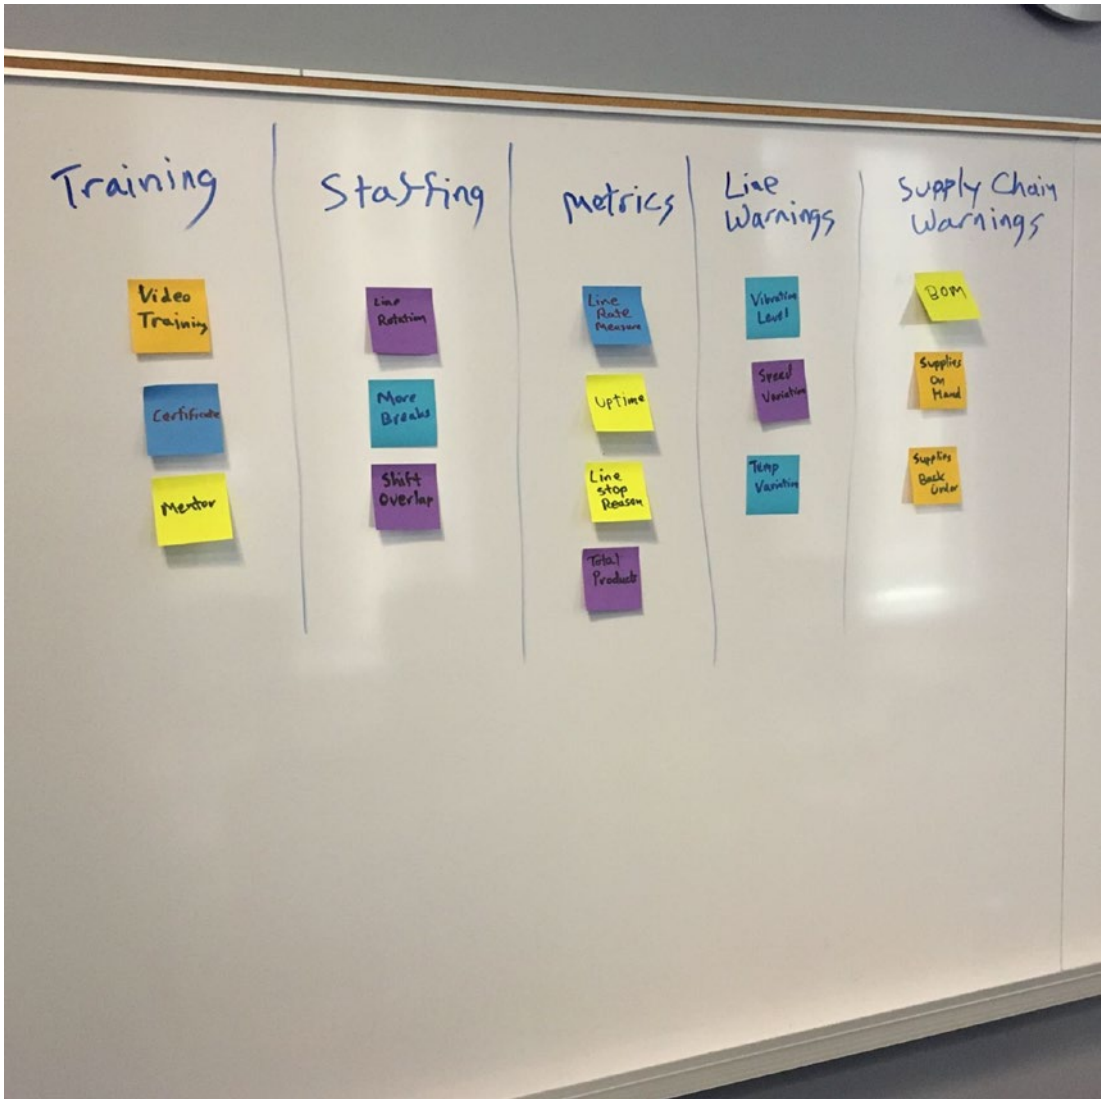 Training
Video
Training
Certificate
Mentor
Staffing
Line
Rotation
More
Breaks
Shift
Overlap
Metrics
Line
Rate
Measure
Uptime
Line
Stop
Reason
Total
Products
Line
Warnings
Vibration
Level
Speed
Variation
Temp
Variation
Supply Chain
Warnings
BOM
Supplies
On
Hand
Supplies
Back
Order